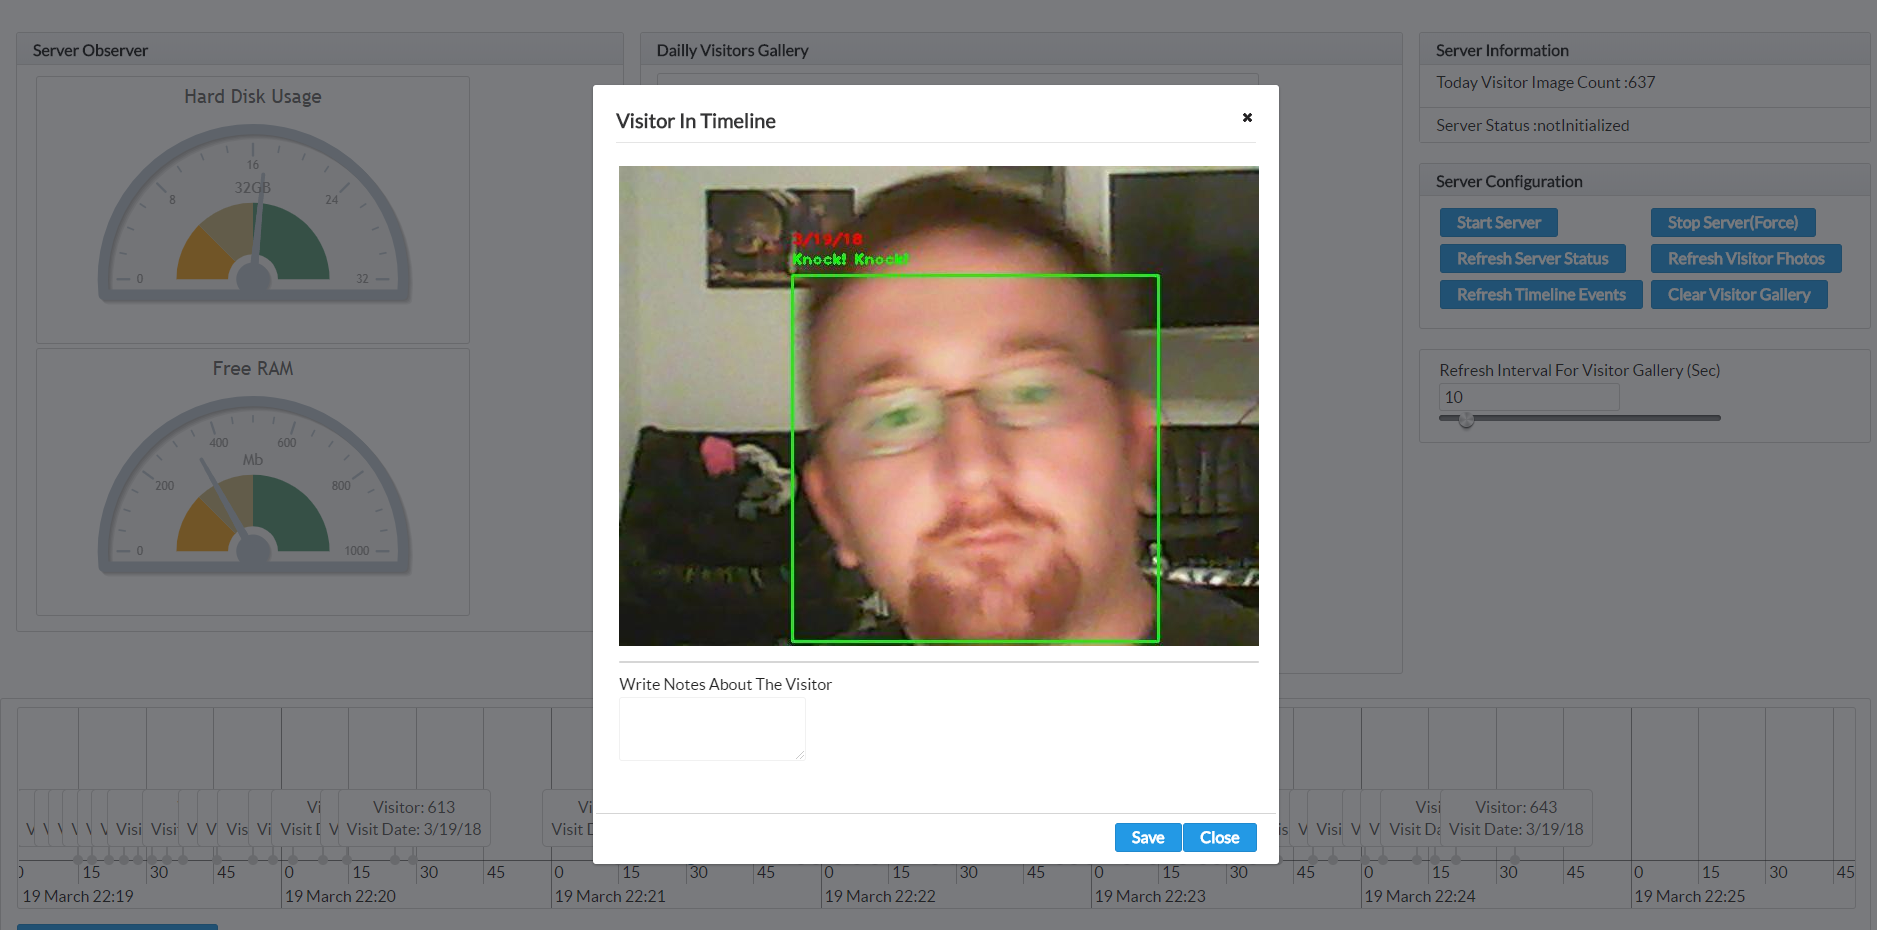 Server Observer
Hard Disk Usage
16
32GB
8
24
0
32
Free RAM
400
600
Mb
200
800
0
1000
Dailly Visitors Gallery
Visitor In Timeline
3/19/18
Knock! Knock!
Write Notes About The Visitor
Save
Close
Server Information
Today Visitor Image Count :637
Server Status :notInitialized
Server Configuration
Start Server
Stop Server(Force)
Refresh Server Status
Refresh Visitor Fhotos
Refresh Timeline Events
Clear Visitor Gallery
Refresh Interval For Visitor Gallery (Sec)
10
Visitor: 613
Visit Date: 3/19/18
Visitor: 643
Visit Date: 3/19/18
15 30 45 0 15 30 45 0 15 30 45 0 15 30 45 0 15 30 45 0 15 30 45 0 15 30 45
19 March 22:19 19 March 22:20 19 March 22:21 19 March 22:22 19 March 22:23 19 March 22:24 19 March 22:25